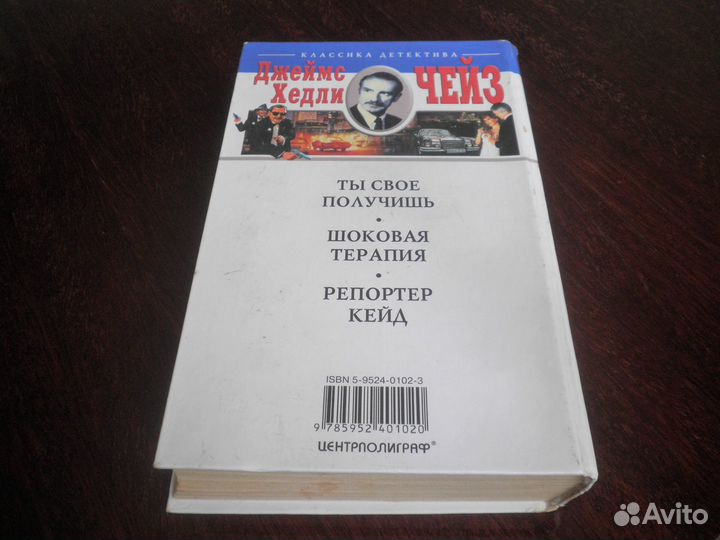 КЛАССИКА ДЕТЕКТИВА
Джеймс
Хедли
ЧЕЙЗ
ТЫ СВОЕ
ПОЛУЧИШЬ
•
ШОКОВАЯ
ТЕРАПИЯ
•
РЕПОРТЕР
КЕЙД
ISBN 5-9524-0102-3
9 785952 401020
ЦЕНТРПОЛИГРАФ®
Avito